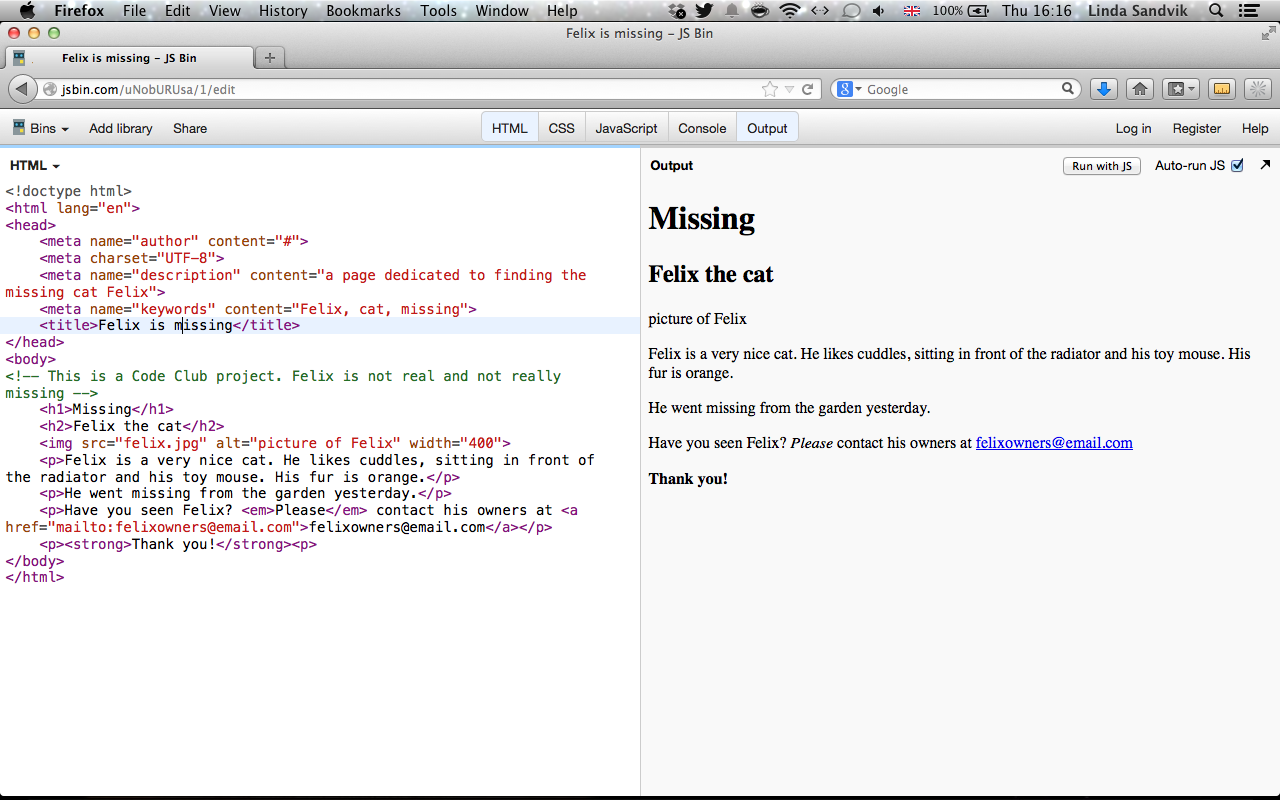 Firefox File Edit View History Bookmarks Tools Window Help 100% Thu 16:16 Linda Sandvik
Felix is missing – JS Bin
Felix is missing – JS Bin
jsbin.com/uNobURUsa/1/edit
Google
Bins Add library Share HTML CSS JavaScript Console Output Log in Register Help
HTML
<!doctype html>
<html lang="en">
<head>
    <meta name="author" content="#">
    <meta charset="UTF-8">
    <meta name="description" content="a page dedicated to finding the
missing cat Felix">
    <meta name="keywords" content="Felix, cat, missing">
    <title>Felix is missing</title>
</head>
<body>
<!-- This is a Code Club project. Felix is not real and not really
missing -->
    <h1>Missing</h1>
    <h2>Felix the cat</h2>
    <img src="felix.jpg" alt="picture of Felix" width="400">
    <p>Felix is a very nice cat. He likes cuddles, sitting in front of
the radiator and his toy mouse. His fur is orange.</p>
    <p>He went missing from the garden yesterday.</p>
    <p>Have you seen Felix? <em>Please</em> contact his owners at <a
href="mailto:felixowners@email.com">felixowners@email.com</a></p>
    <p><strong>Thank you!</strong><p>
</body>
</html>
Output Run with JS Auto-run JS
Missing
Felix the cat
picture of Felix
Felix is a very nice cat. He likes cuddles, sitting in front of the radiator and his toy mouse. His
fur is orange.
He went missing from the garden yesterday.
Have you seen Felix? Please contact his owners at felixowners@email.com
Thank you!